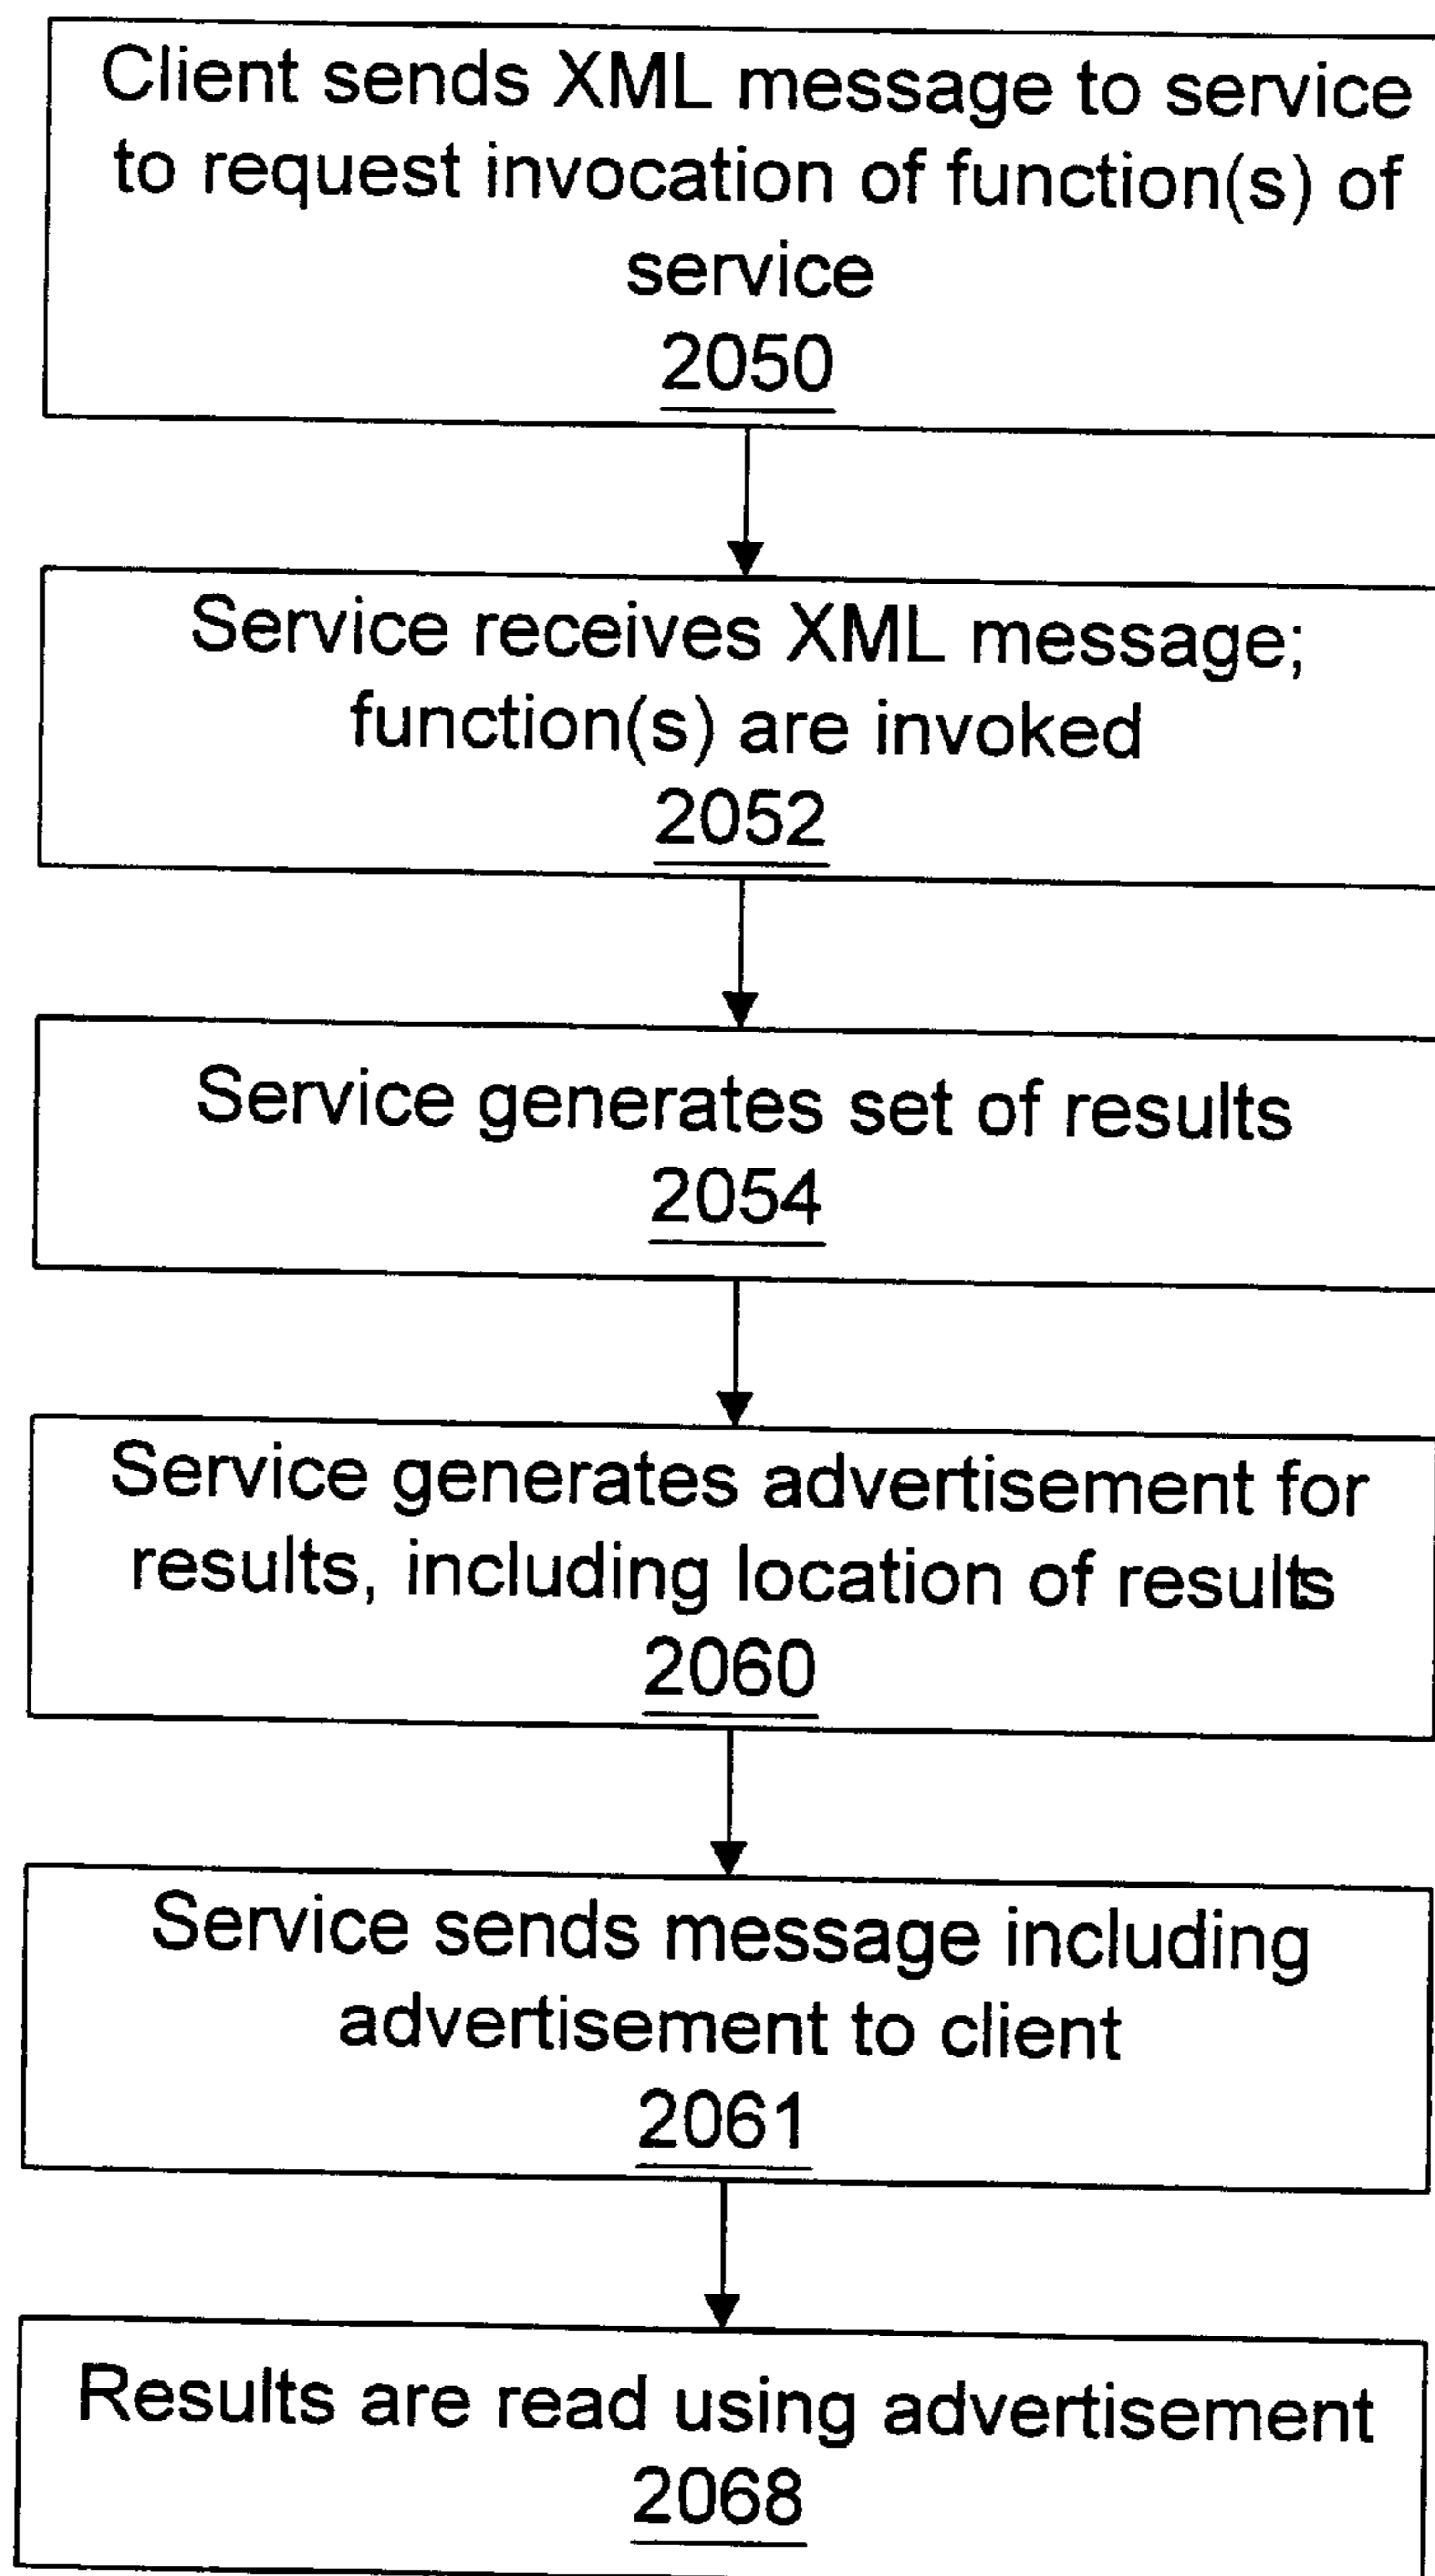 Client sends XML message to service
to request invocation of function(s) of
service
2050
Service receives XML message;
function(s) are invoked
2052
Service generates set of results
2054
Service generates advertisement for
results, including location of results
2060
Service sends message including
advertisement to client
2061
Results are read using advertisement
2068